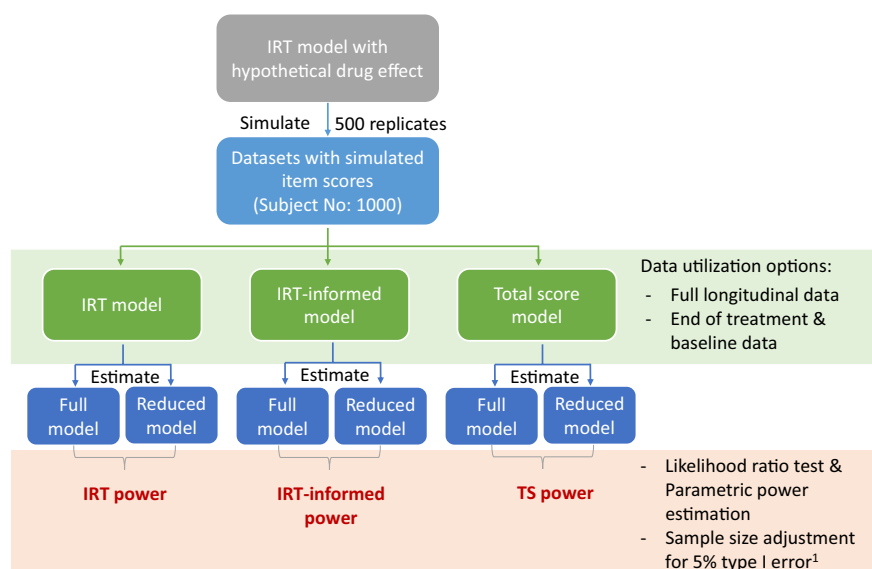 IRT model with
hypothetical drug effect
Simulate 500 replicates
Datasets with simulated
item scores
(Subject No: 1000)
IRT model
IRT-informed
model
Total score
model
Data utilization options:
- Full longitudinal data
- End of treatment &
baseline data
Estimate
Estimate
Estimate
Full
model
Reduced
model
Full
model
Reduced
model
Full
model
Reduced
model
IRT power
IRT-informed
power
TS power
- Likelihood ratio test &
Parametric power
estimation
- Sample size adjustment
for 5% type I error¹